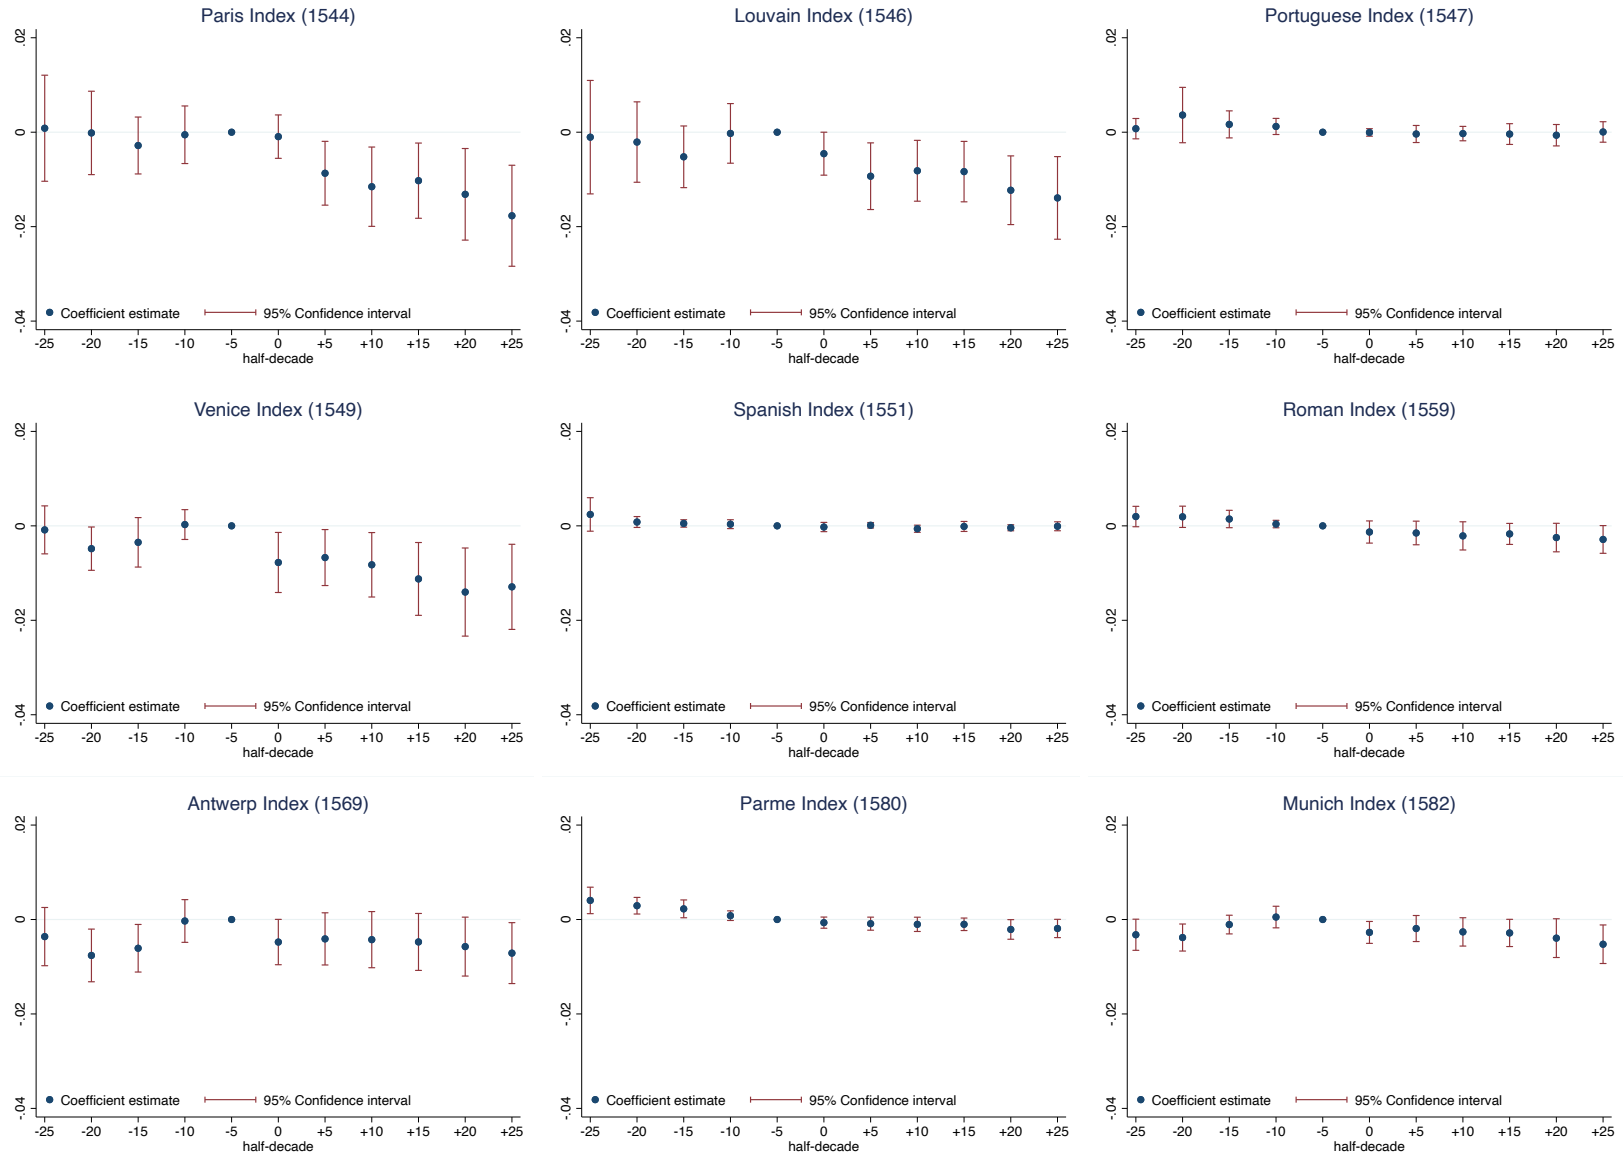 Paris Index (1544)
.02
0
-.02
-.04
Coefficient estimate 95% Confidence interval
-25 -20 -15 -10 -5 0 +5 +10 +15 +20 +25
half-decade
Louvain Index (1546)
.02
0
-.02
-.04
Coefficient estimate 95% Confidence interval
-25 -20 -15 -10 -5 0 +5 +10 +15 +20 +25
half-decade
Portuguese Index (1547)
.02
0
-.02
-.04
Coefficient estimate 95% Confidence interval
-25 -20 -15 -10 -5 0 +5 +10 +15 +20 +25
half-decade
Venice Index (1549)
.02
0
-.02
-.04
Coefficient estimate 95% Confidence interval
-25 -20 -15 -10 -5 0 +5 +10 +15 +20 +25
half-decade
Spanish Index (1551)
.02
0
-.02
-.04
Coefficient estimate 95% Confidence interval
-25 -20 -15 -10 -5 0 +5 +10 +15 +20 +25
half-decade
Roman Index (1559)
.02
0
-.02
-.04
Coefficient estimate 95% Confidence interval
-25 -20 -15 -10 -5 0 +5 +10 +15 +20 +25
half-decade
Antwerp Index (1569)
.02
0
-.02
-.04
Coefficient estimate 95% Confidence interval
-25 -20 -15 -10 -5 0 +5 +10 +15 +20 +25
half-decade
Parme Index (1580)
.02
0
-.02
-.04
Coefficient estimate 95% Confidence interval
-25 -20 -15 -10 -5 0 +5 +10 +15 +20 +25
half-decade
Munich Index (1582)
.02
0
-.02
-.04
Coefficient estimate 95% Confidence interval
-25 -20 -15 -10 -5 0 +5 +10 +15 +20 +25
half-decade